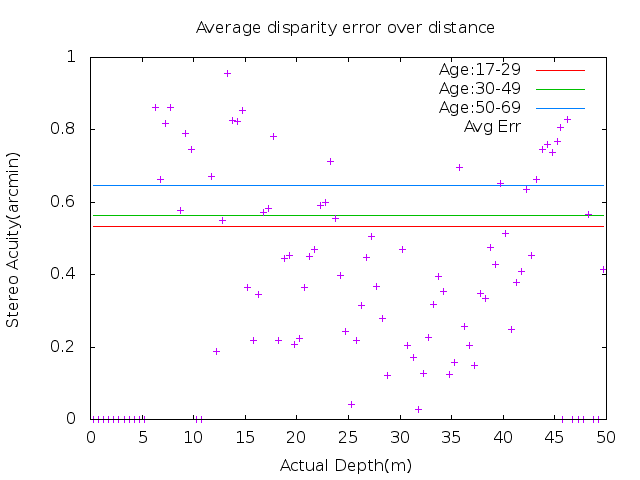 Average disparity error over distance
Age:17-29
Age:30-49
Age:50-69
Avg Err
1
0.8
0.6
0.4
0.2
0
Stereo Acuity(arcmin)
0 5 10 15 20 25 30 35 40 45 50
Actual Depth(m)